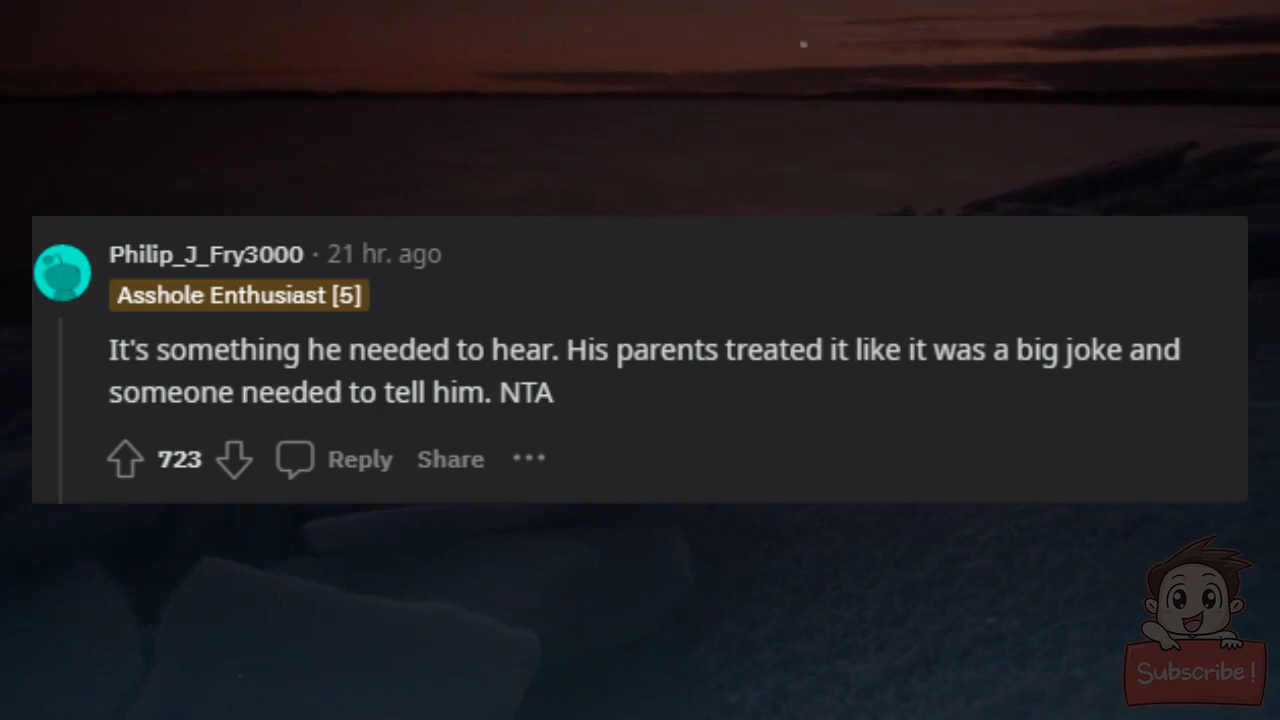 Philip_J_Fry3000 · 21 hr. ago
Asshole Enthusiast [5]
It's something he needed to hear. His parents treated it like it was a big joke and
someone needed to tell him. NTA
723 Reply Share ···
Subscribe!